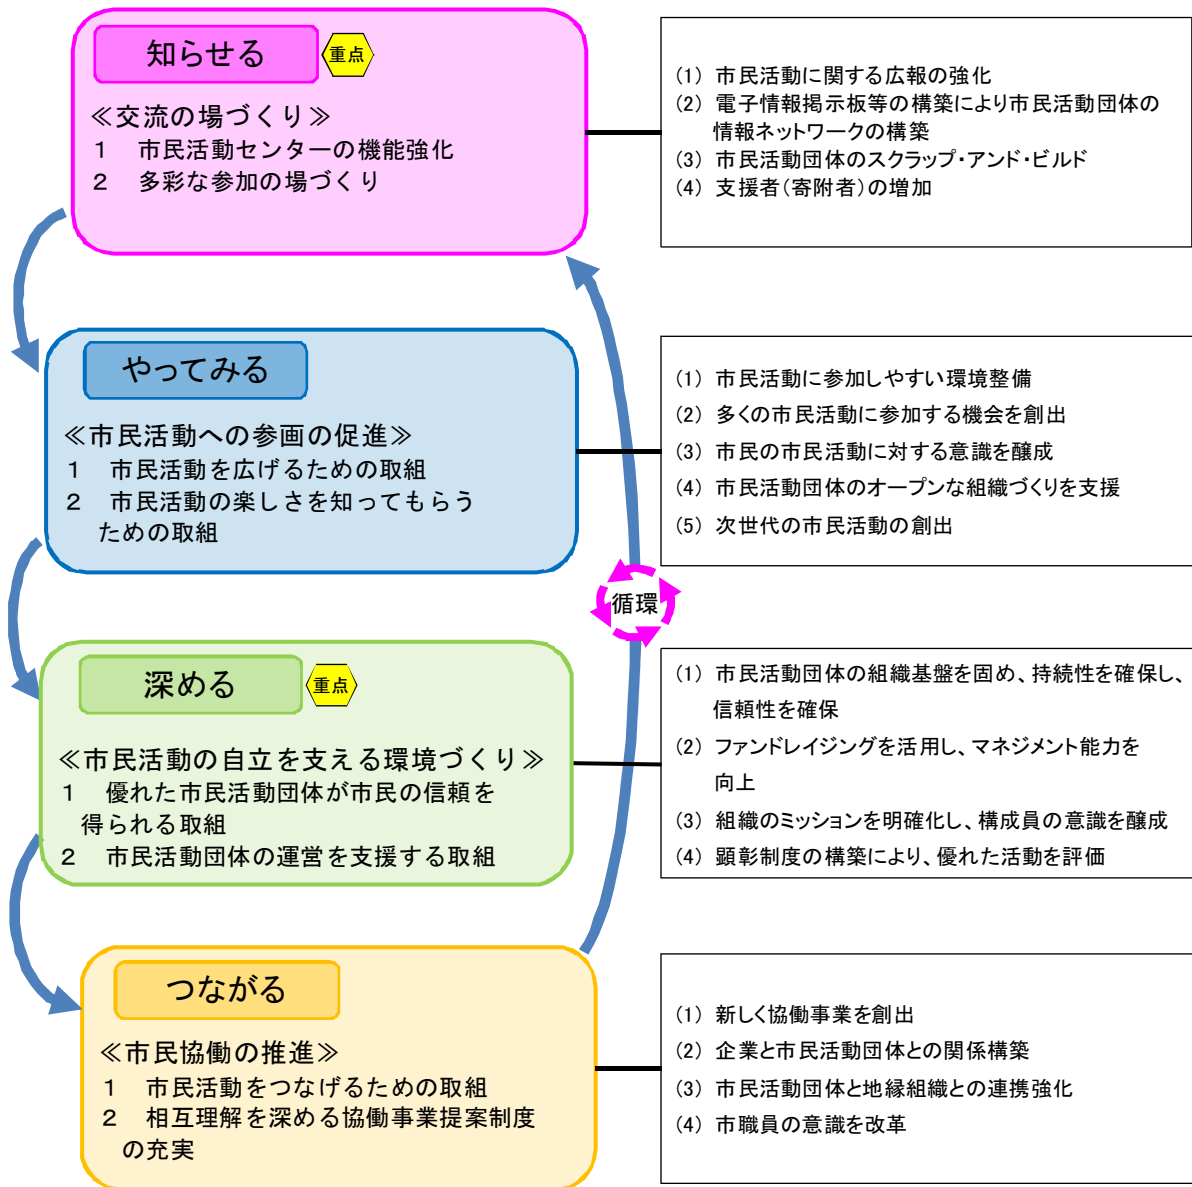 知らせる
重点
≪交流の場づくり≫
1 市民活動センターの機能強化
2 多彩な参加の場づくり
(1) 市民活動に関する広報の強化
(2) 電子情報掲示板等の構築により市民活動団体の
情報ネットワークの構築
(3) 市民活動団体のスクラップ・アンド・ビルド
(4) 支援者(寄附者)の増加
やってみる
≪市民活動への参画の促進≫
1 市民活動を広げるための取組
2 市民活動の楽しさを知ってもらう
ための取組
(1) 市民活動に参加しやすい環境整備
(2) 多くの市民活動に参加する機会を創出
(3) 市民の市民活動に対する意識を醸成
(4) 市民活動団体のオープンな組織づくりを支援
(5) 次世代の市民活動の創出
循環
深める
重点
≪市民活動の自立を支える環境づくり≫
1 優れた市民活動団体が市民の信頼を
得られる取組
2 市民活動団体の運営を支援する取組
(1) 市民活動団体の組織基盤を固め、持続性を確保し、
信頼性を確保
(2) ファンドレイジングを活用し、マネジメント能力を
向上
(3) 組織のミッションを明確化し、構成員の意識を醸成
(4) 顕彰制度の構築により、優れた活動を評価
つながる
≪市民協働の推進≫
1 市民活動をつなげるための取組
2 相互理解を深める協働事業提案制度
の充実
(1) 新しく協働事業を創出
(2) 企業と市民活動団体との関係構築
(3) 市民活動団体と地縁組織との連携強化
(4) 市職員の意識を改革